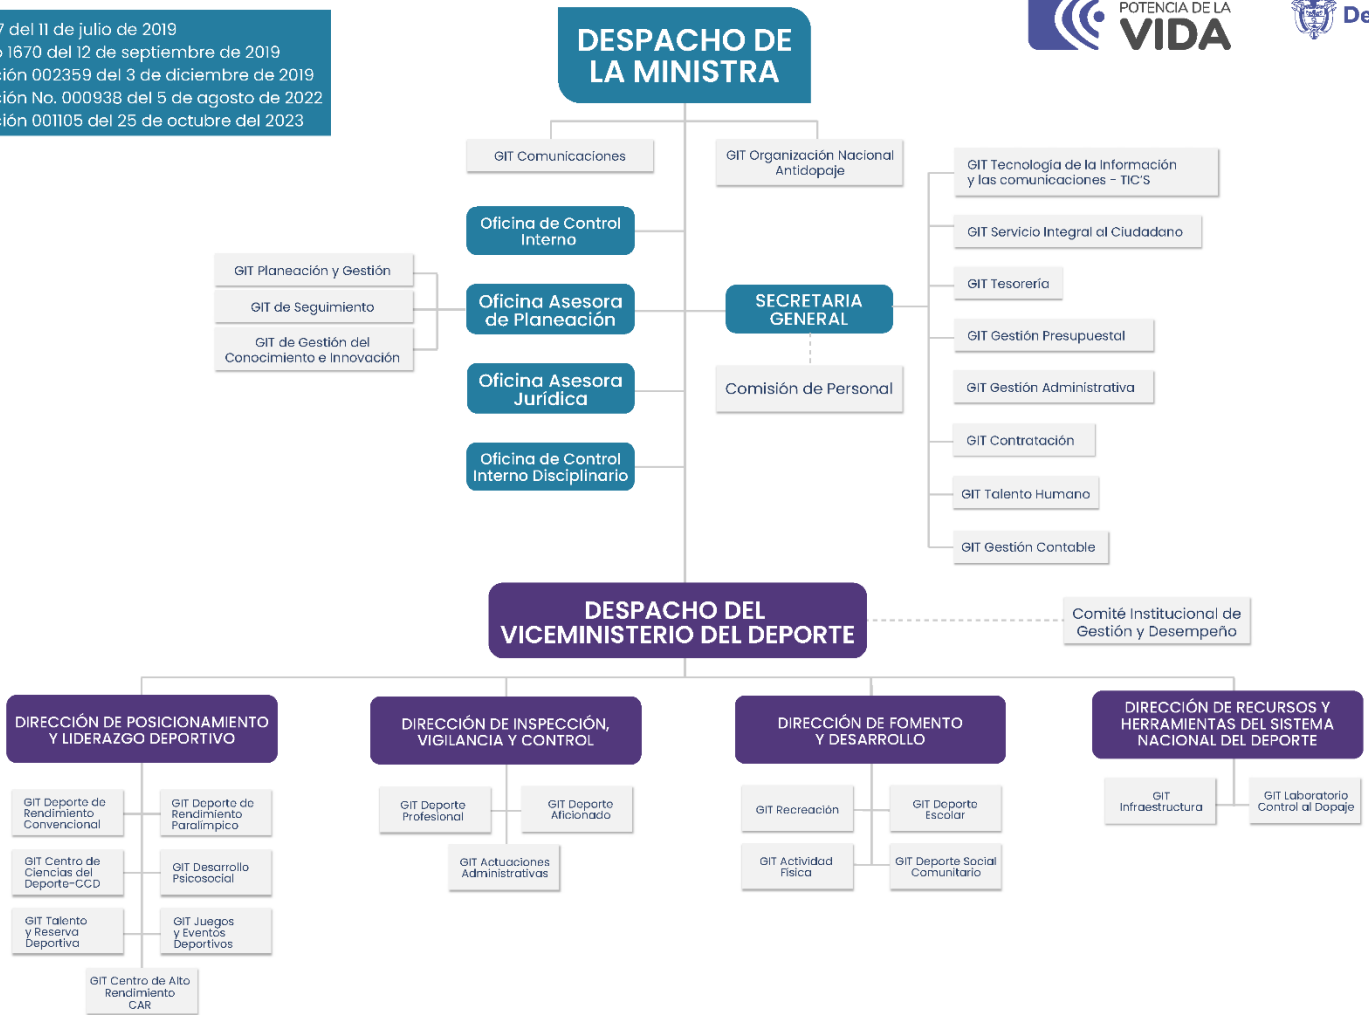 7 del 11 de julio de 2019
o 1670 del 12 de septiembre de 2019
ción 002359 del 3 de diciembre de 2019
ción No. 000938 del 5 de agosto de 2022
ción 001105 del 25 de octubre del 2023
DESPACHO DE
LA MINISTRA
POTENCIA DE LA
VIDA
De
GIT Comunicaciones
GIT Organización Nacional
Antidopaje
GIT Tecnología de la Información
y las comunicaciones - TIC'S
Oficina de Control
Interno
GIT Servicio Integral al Ciudadano
GIT Planeación y Gestión
GIT de Seguimiento
GIT de Gestión del
Conocimiento e Innovación
Oficina Asesora
de Planeación
SECRETARIA
GENERAL
GIT Tesorería
GIT Gestión Presupuestal
Oficina Asesora
Jurídica
Comisión de Personal
GIT Gestión Administrativa
GIT Contratación
Oficina de Control
Interno Disciplinario
GIT Talento Humano
GIT Gestión Contable
DESPACHO DEL
VICEMINISTERIO DEL DEPORTE
Comité Institucional de
Gestión y Desempeño
DIRECCIÓN DE POSICIONAMIENTO
Y LIDERAZGO DEPORTIVO
DIRECCIÓN DE INSPECCIÓN,
VIGILANCIA Y CONTROL
DIRECCIÓN DE FOMENTO
Y DESARROLLO
DIRECCIÓN DE RECURSOS Y
HERRAMIENTAS DEL SISTEMA
NACIONAL DEL DEPORTE
GIT Deporte de
Rendimiento
Convencional
GIT Deporte de
Rendimiento
Paralímpico
GIT Centro de
Ciencias del
Deporte-CCD
GIT Desarrollo
Psicosocial
GIT Talento
y Reserva
Deportiva
GIT Juegos
y Eventos
Deportivos
GIT Centro de Alto
Rendimiento
CAR
GIT Deporte
Profesional
GIT Deporte
Aficionado
GIT Actuaciones
Administrativas
GIT Recreación
GIT Deporte
Escolar
GIT Actividad
Física
GIT Deporte Social
Comunitario
GIT
Infraestructura
GIT Laboratorio
Control al Dopaje